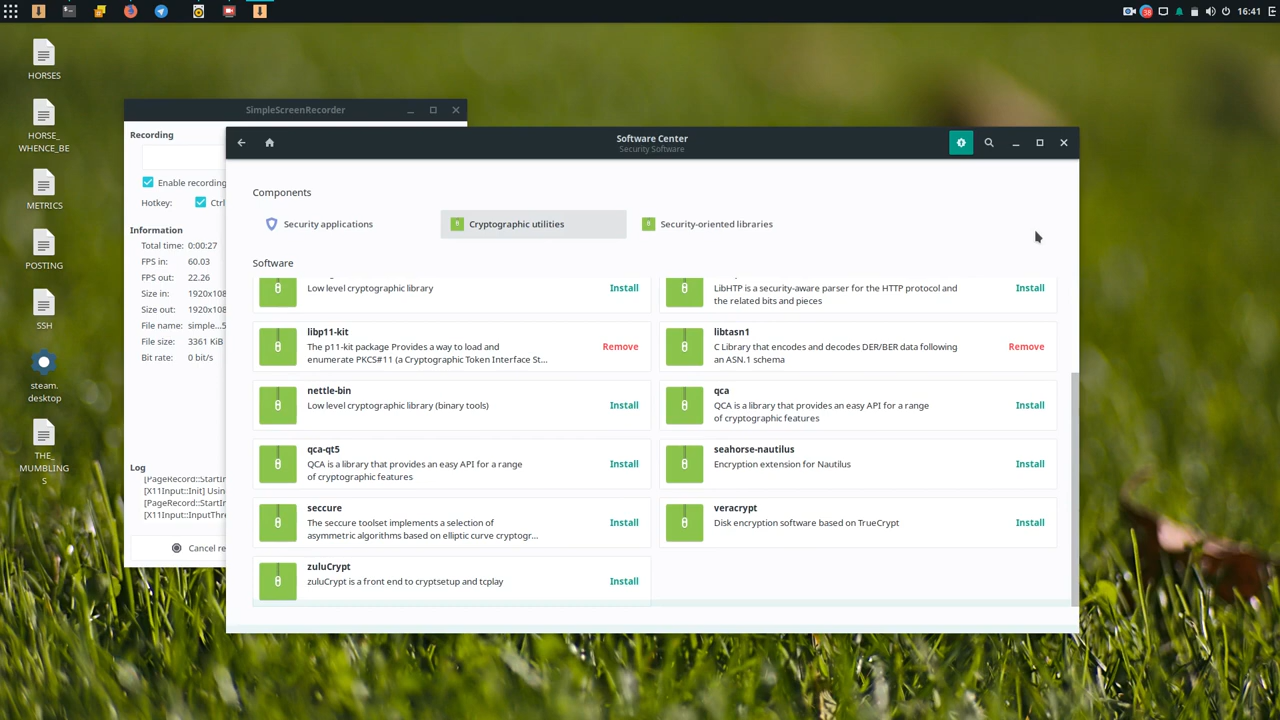 16:41
38
HORSES
HORSE_
WHENCE_BE
METRICS
POSTING
SSH
steam.
desktop
THE_
MUMBLING
S
SimpleScreenRecorder
Recording
Enable recording
Hotkey:
Ctrl
Information
Total time: 0:00:27
FPS in: 60.03
FPS out: 22.26
Size in: 1920x108
Size out: 1920x108
File name: simple...5
File size: 3361 KiB
Bit rate: 0 bit/s
Log
[PageRecord::StartIn
[X11Input::Init] Usin
[PageRecord::StartIn
[X11Input::InputThre
Cancel re
Software Center
Security Software
Components
Security applications
Cryptographic utilities
Security-oriented libraries
Software
Low level cryptographic library
Install
LibHTP is a security-aware parser for the HTTP protocol and
the related bits and pieces
Install
libp11-kit
The p11-kit package Provides a way to load and
enumerate PKCS#11 (a Cryptographic Token Interface St...
Remove
libtasn1
C Library that encodes and decodes DER/BER data following
an ASN.1 schema
Remove
nettle-bin
Low level cryptographic library (binary tools)
Install
qca
QCA is a library that provides an easy API for a range
of cryptographic features
Install
qca-qt5
QCA is a library that provides an easy API for a range
of cryptographic features
Install
seahorse-nautilus
Encryption extension for Nautilus
Install
seccure
The seccure toolset implements a selection of
asymmetric algorithms based on elliptic curve cryptogr...
Install
veracrypt
Disk encryption software based on TrueCrypt
Install
zuluCrypt
zuluCrypt is a front end to cryptsetup and tcplay
Install